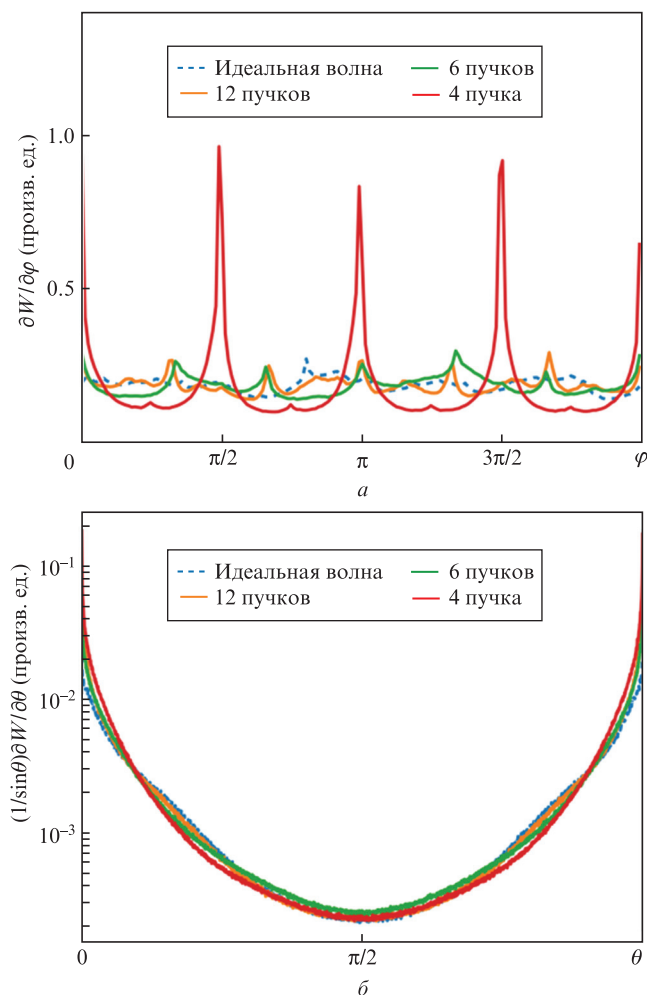 Идеальная волна
6 пучков
12 пучков
4 пучка
1.0
0.5
∂W/∂φ (произв. ед.)
0
π/2
π
3π/2
φ
а
Идеальная волна
6 пучков
12 пучков
4 пучка
10⁻¹
10⁻²
10⁻³
(1/sinθ)∂W/∂θ (произв. ед.)
0
π/2
θ
б